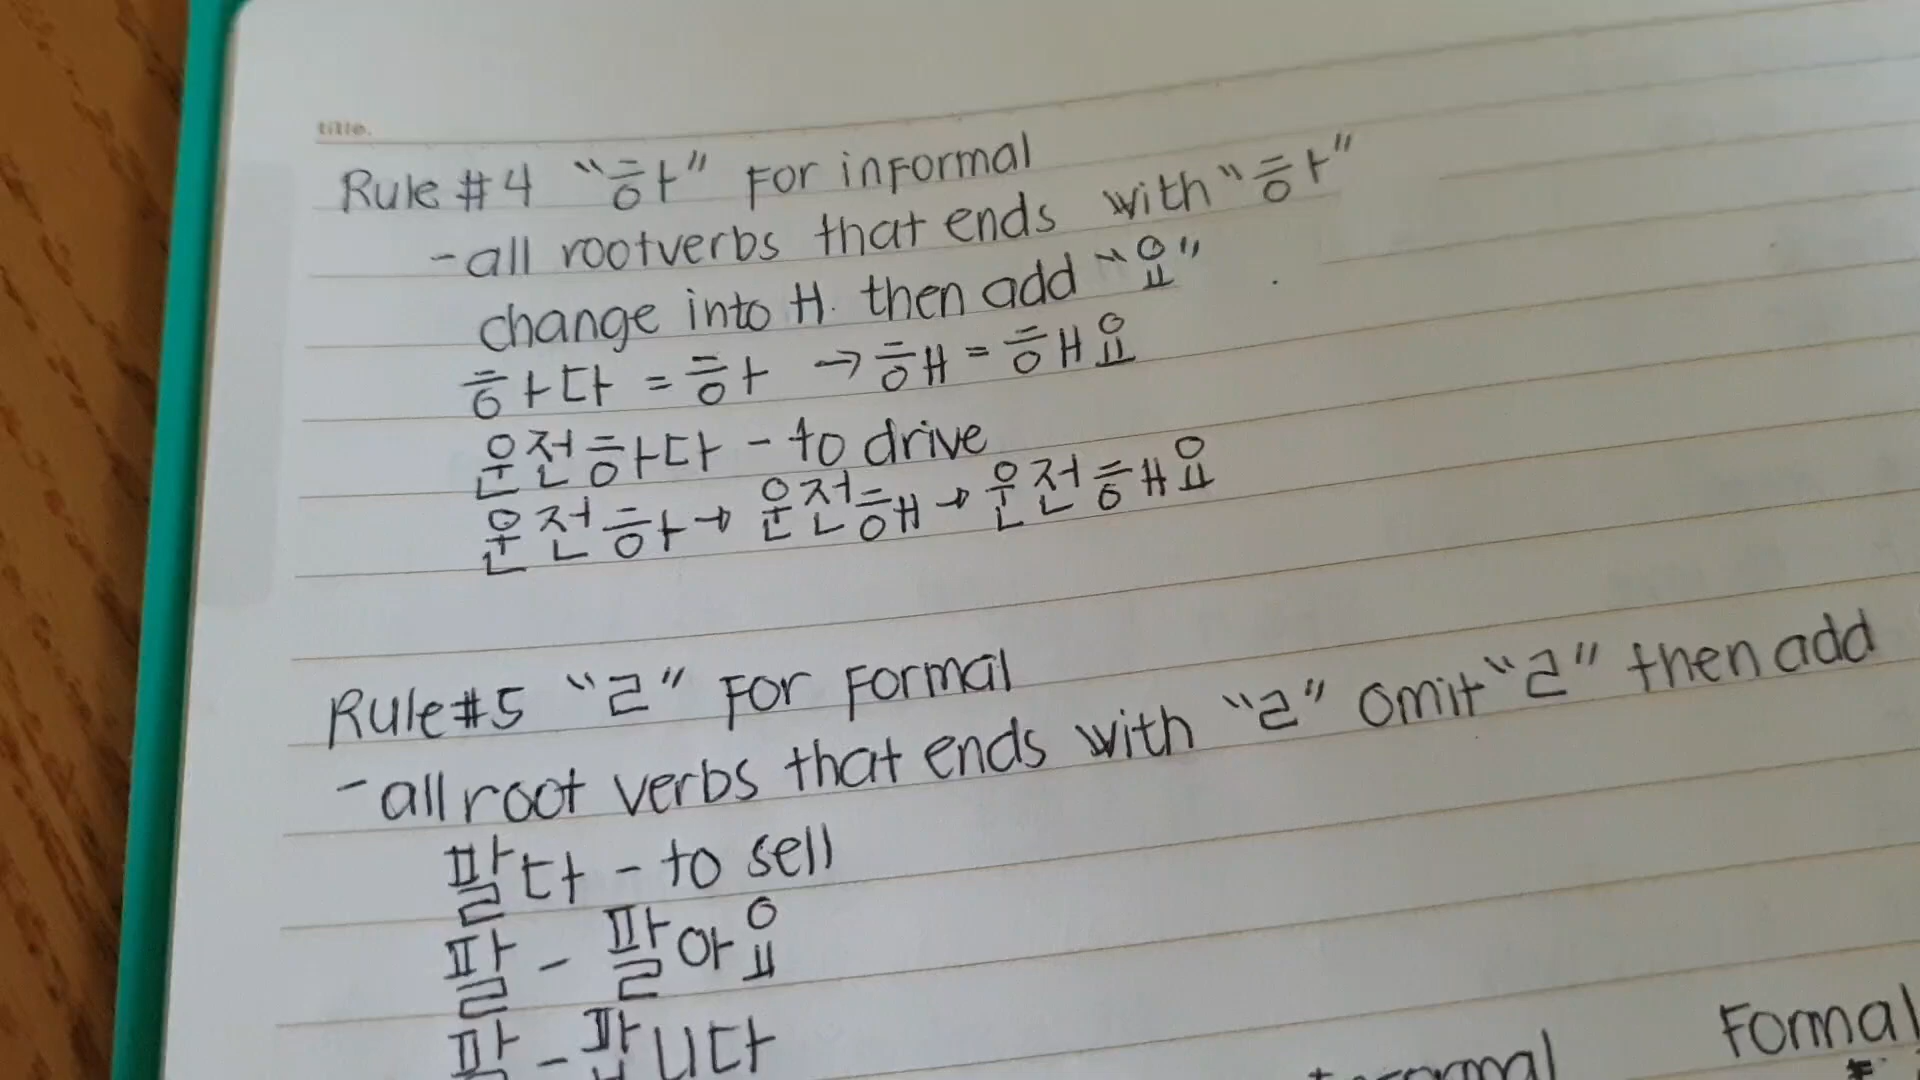 title.
Rule #4 "하" For informal
- all rootverbs that ends with "하"
change into ㅐ. then add "요"
하다 = 하 → 해 = 해요
운전하다 - to drive
운전하 → 운전해 → 운전해요
Rule #5 "ㄹ" For Formal
- all root verbs that ends with "ㄹ" omit "ㄹ" then add
팔다 - to sell
팔 - 팔아요
팔 - 팝니다
Formal